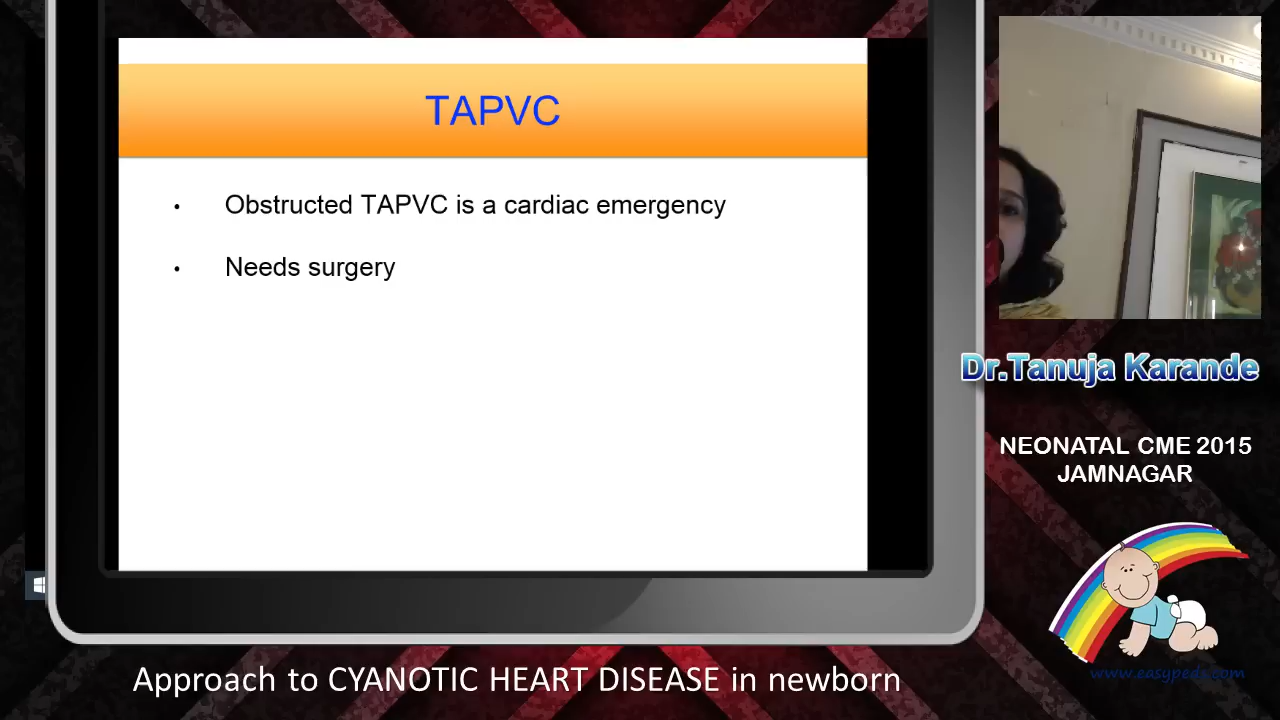 TAPVC
• Obstructed TAPVC is a cardiac emergency
• Needs surgery
Dr.Tanuja Karande
NEONATAL CME 2015
JAMNAGAR
www.easypeds.com
Approach to CYANOTIC HEART DISEASE in newborn